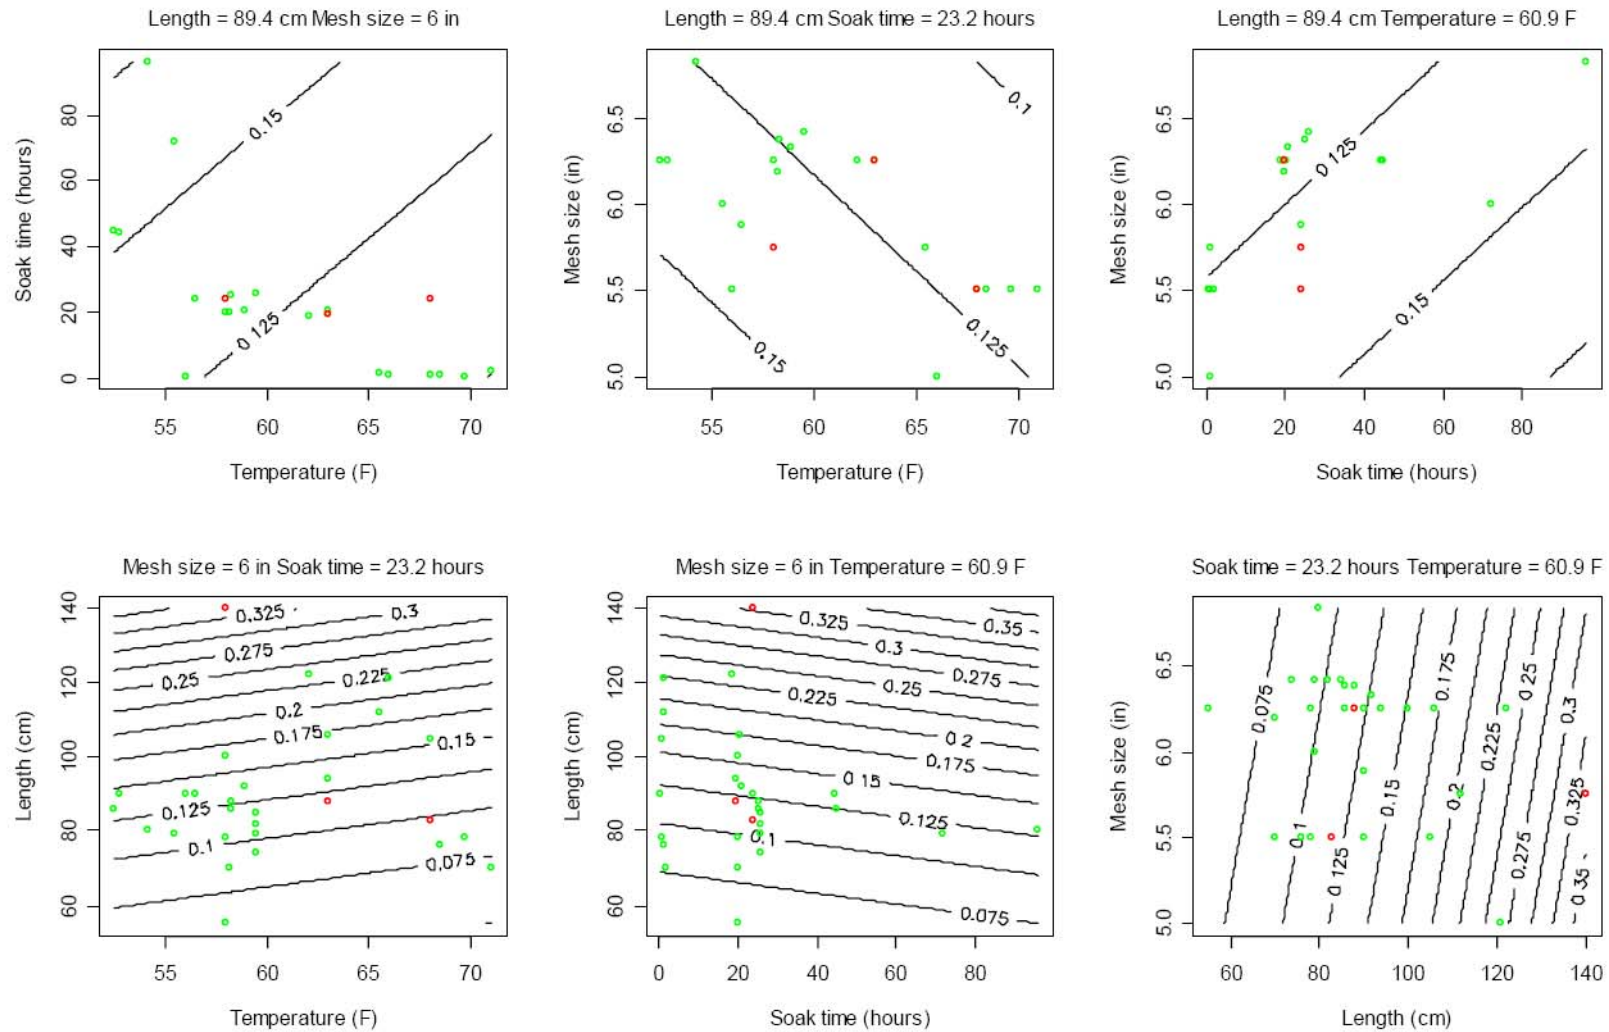 Length = 89.4 cm Mesh size = 6 in
Soak time (hours)
80
60
40
20
0
0.15
0.125
55 60 65 70
Temperature (F)
Length = 89.4 cm Soak time = 23.2 hours
Mesh size (in)
6.5
6.0
5.5
5.0
0.1
0.125
0.15
55 60 65 70
Temperature (F)
Length = 89.4 cm Temperature = 60.9 F
Mesh size (in)
6.5
6.0
5.5
5.0
0.125
0.15
0 20 40 60 80
Soak time (hours)
Mesh size = 6 in Soak time = 23.2 hours
Length (cm)
140
120
100
80
60
0.325
0.3
0.275
0.25
0.225
0.2
0.175
0.15
0.125
0.1
0.075
55 60 65 70
Temperature (F)
Mesh size = 6 in Temperature = 60.9 F
Length (cm)
140
120
100
80
60
0.325
0.35
0.3
0.275
0.25
0.225
0.2
0.175
0.15
0.125
0.1
0.075
0 20 40 60 80
Soak time (hours)
Soak time = 23.2 hours Temperature = 60.9 F
Mesh size (in)
6.5
6.0
5.5
5.0
0.075
0.1
0.125
0.15
0.175
0.2
0.225
0.25
0.275
0.3
0.325
0.35
60 80 100 120 140
Length (cm)